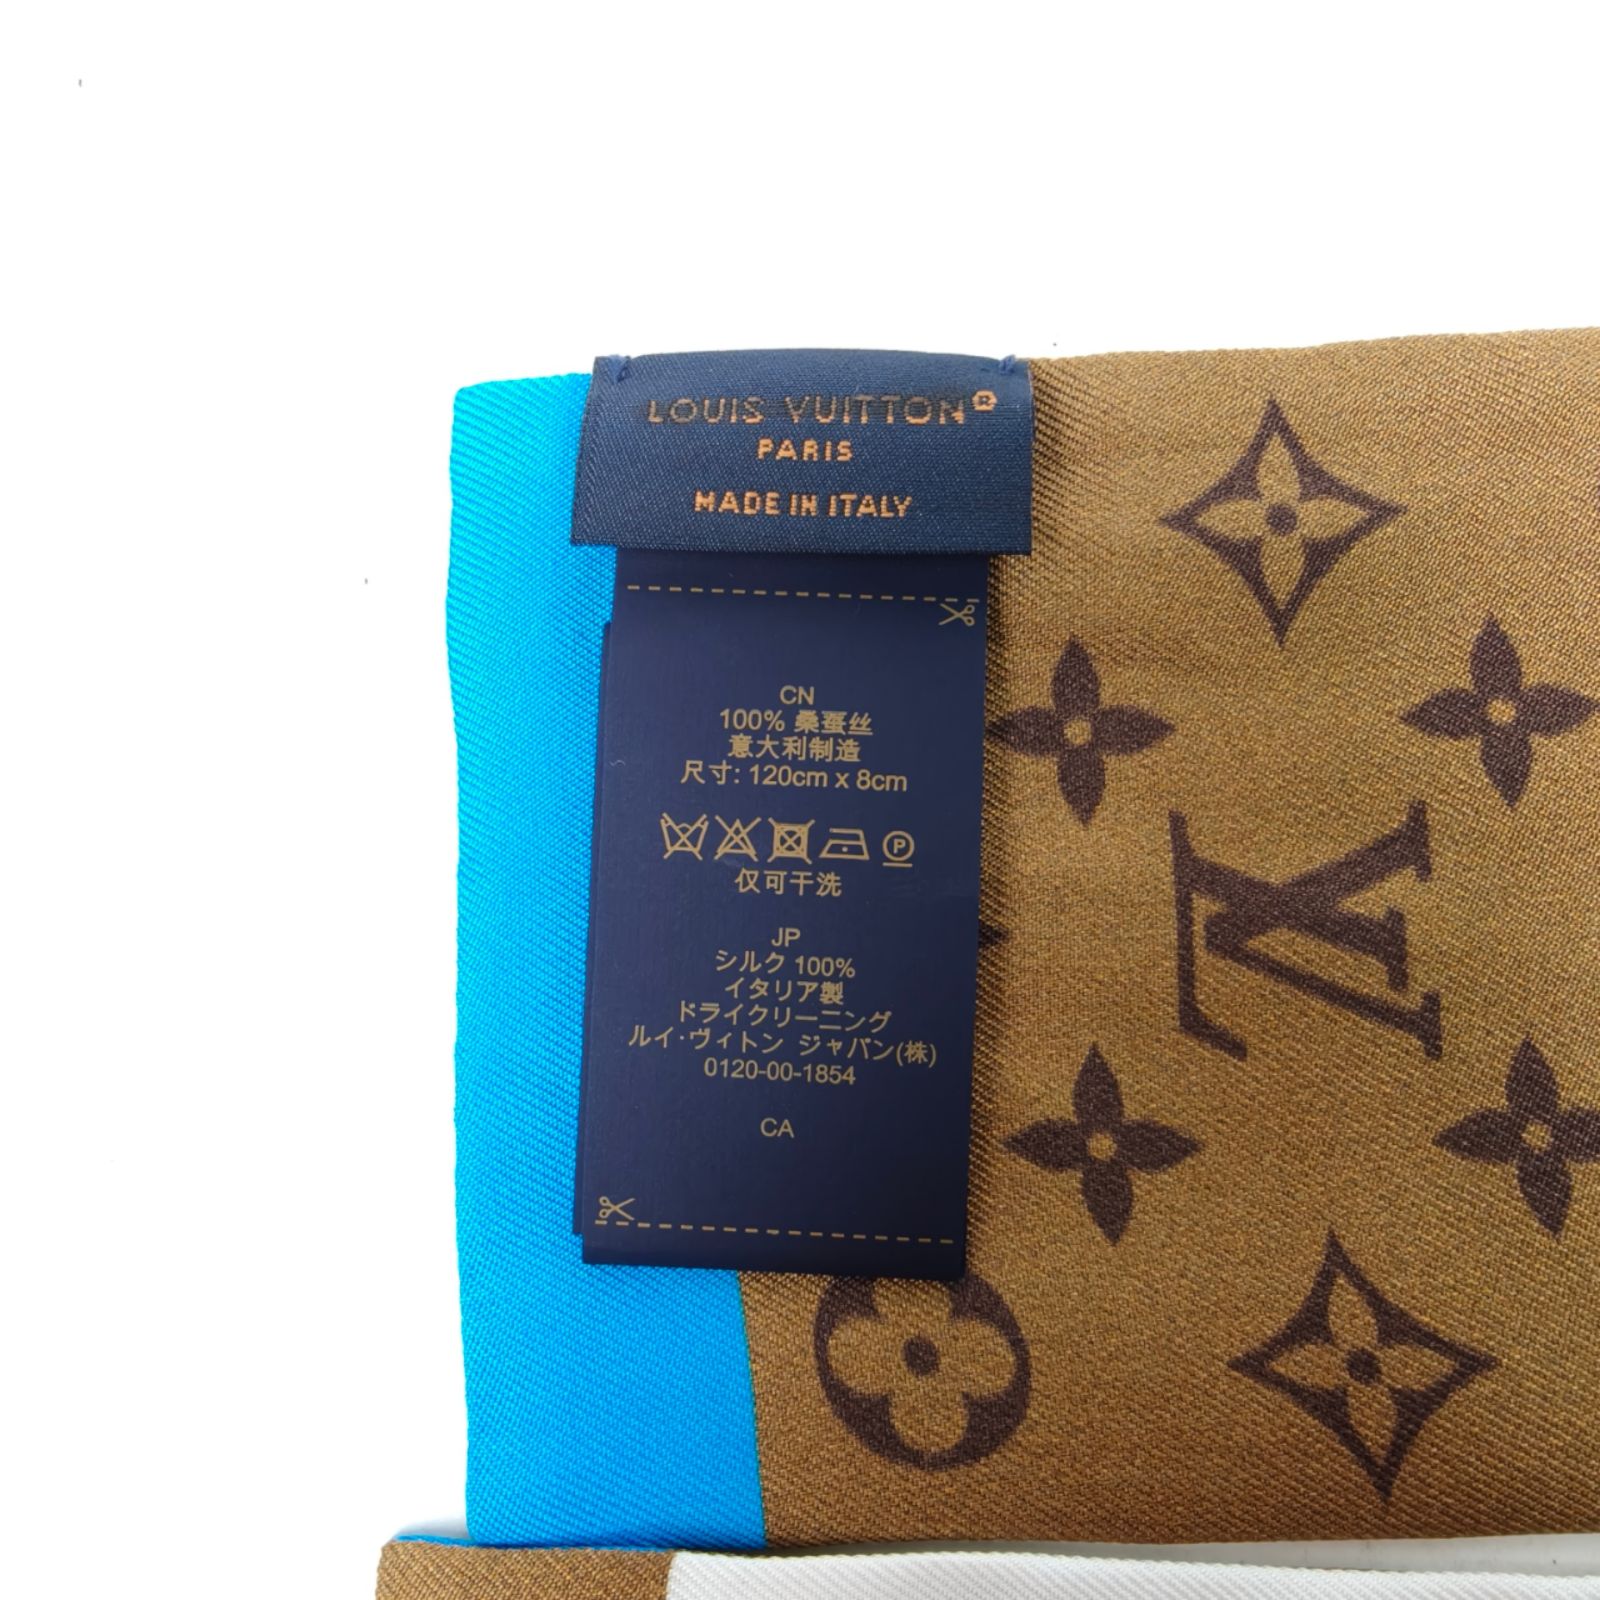 LOUIS VUITTON®
PARIS
MADE IN ITALY
CN
100% 桑蚕丝
意大利制造
尺寸: 120cm x 8cm
P
仅可干洗
JP
シルク 100%
イタリア製
ドライクリーニング
ルイ·ヴィトン ジャパン(株)
0120-00-1854
CA
LV